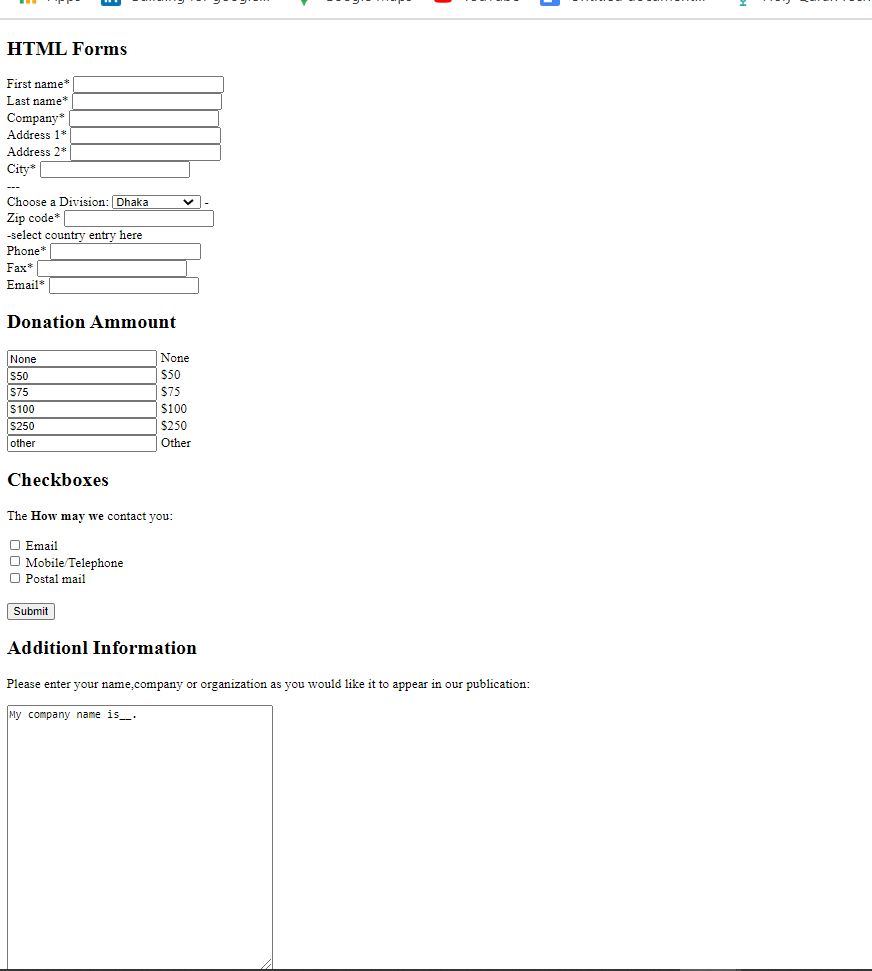 HTML Forms
First name*
Last name*
Company*
Address 1*
Address 2*
City*
---
Choose a Division: Dhaka -
Zip code*
-select country entry here
Phone*
Fax*
Email*
Donation Ammount
None None
$50 $50
$75 $75
$100 $100
$250 $250
other Other
Checkboxes
The How may we contact you:
Email
Mobile/Telephone
Postal mail
Submit
Additionl Information
Please enter your name,company or organization as you would like it to appear in our publication:
My company name is__.